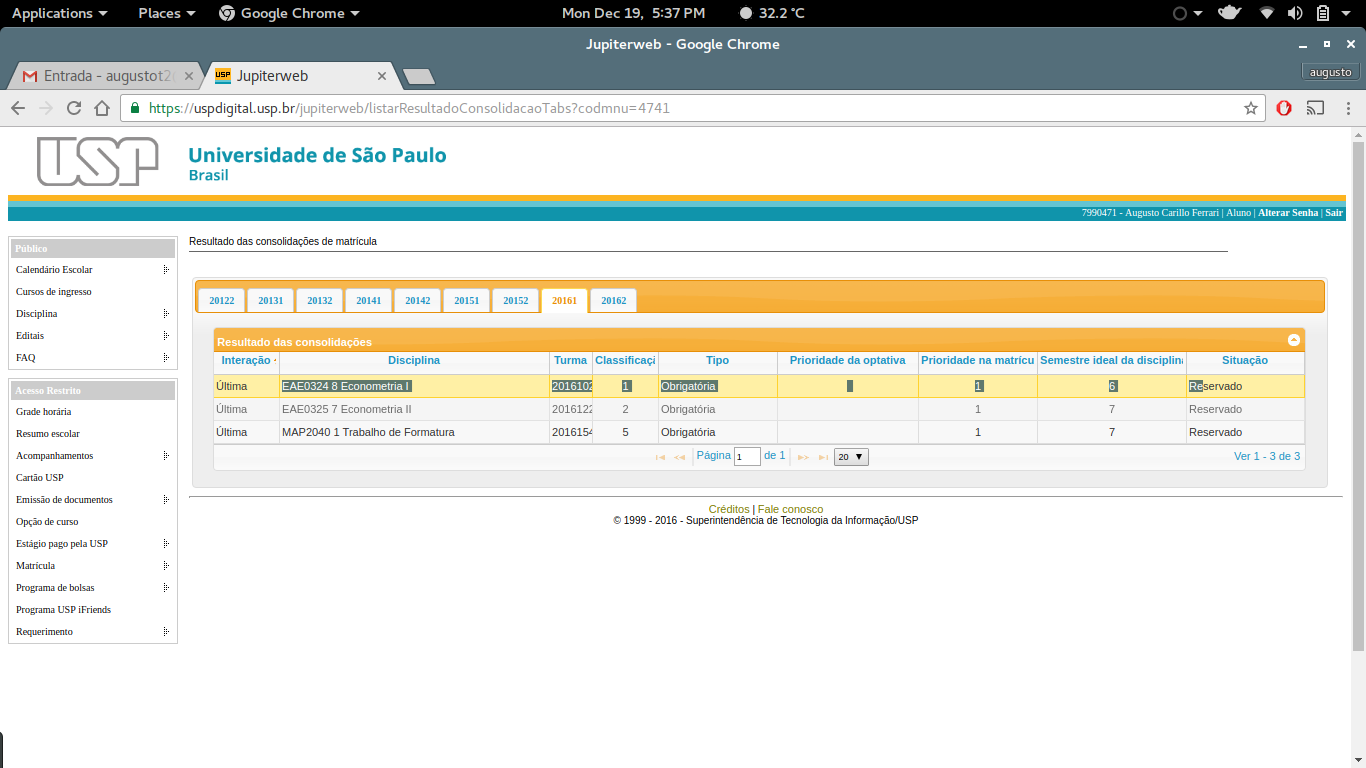 Applications Places Google Chrome Mon Dec 19, 5:37 PM 32.2 °C
Jupiterweb - Google Chrome
Entrada - augustot2 Jupiterweb augusto
https://uspdigital.usp.br/jupiterweb/listarResultadoConsolidacaoTabs?codmnu=4741
USP
Universidade de São Paulo
Brasil
7990471 - Augusto Carillo Ferrari | Aluno | Alterar Senha | Sair
Público
Calendário Escolar
Cursos de ingresso
Disciplina
Editais
FAQ
Acesso Restrito
Grade horária
Resumo escolar
Acompanhamentos
Cartão USP
Emissão de documentos
Opção de curso
Estágio pago pela USP
Matrícula
Programa de bolsas
Programa USP iFriends
Requerimento
Resultado das consolidações de matrícula
20122 20131 20132 20141 20142 20151 20152 20161 20162
Resultado das consolidações
Interação Disciplina Turma Classificaçã Tipo Prioridade da optativa Prioridade na matrícu Semestre ideal da disciplina Situação
Última EAE0324 8 Econometria I 2016102 1 Obrigatória 1 6 Reservado
Última EAE0325 7 Econometria II 2016122 2 Obrigatória 1 7 Reservado
Última MAP2040 1 Trabalho de Formatura 2016154 5 Obrigatória 1 7 Reservado
Página 1 de 1 20 Ver 1 - 3 de 3
Créditos | Fale conosco
© 1999 - 2016 - Superintendência de Tecnologia da Informação/USP